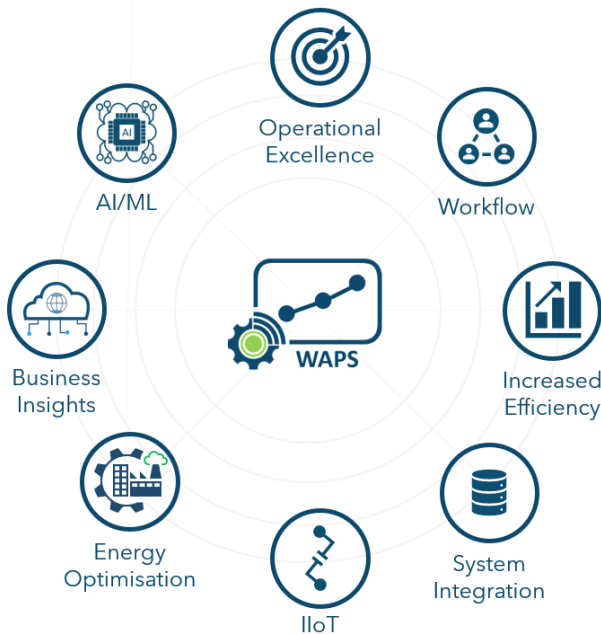 Operational
Excellence
AI
AI/ML
Workflow
WAPS
Business
Insights
Increased
Efficiency
Energy
Optimisation
System
Integration
IIoT